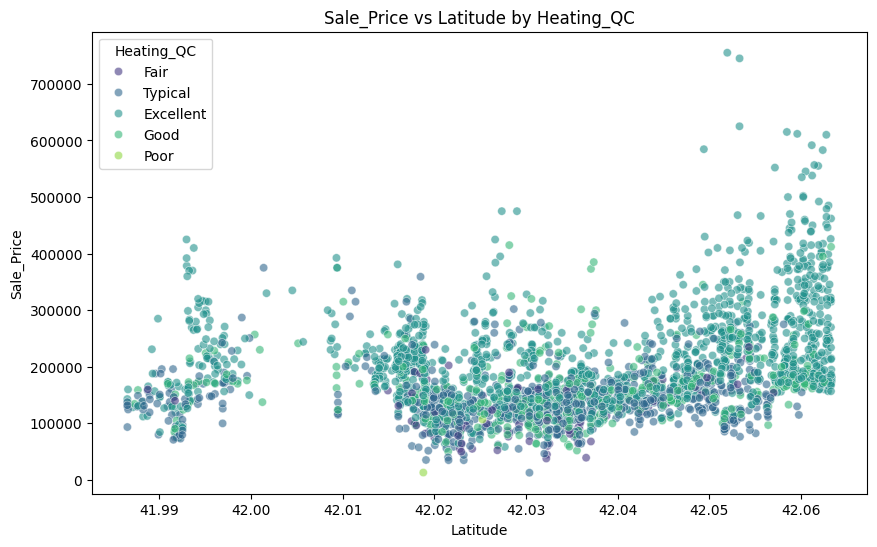 Sale_Price vs Latitude by Heating_QC
Heating_QC
Fair
Typical
Excellent
Good
Poor
700000
600000
500000
400000
300000
200000
100000
0
Sale_Price
41.99 42.00 42.01 42.02 42.03 42.04 42.05 42.06
Latitude